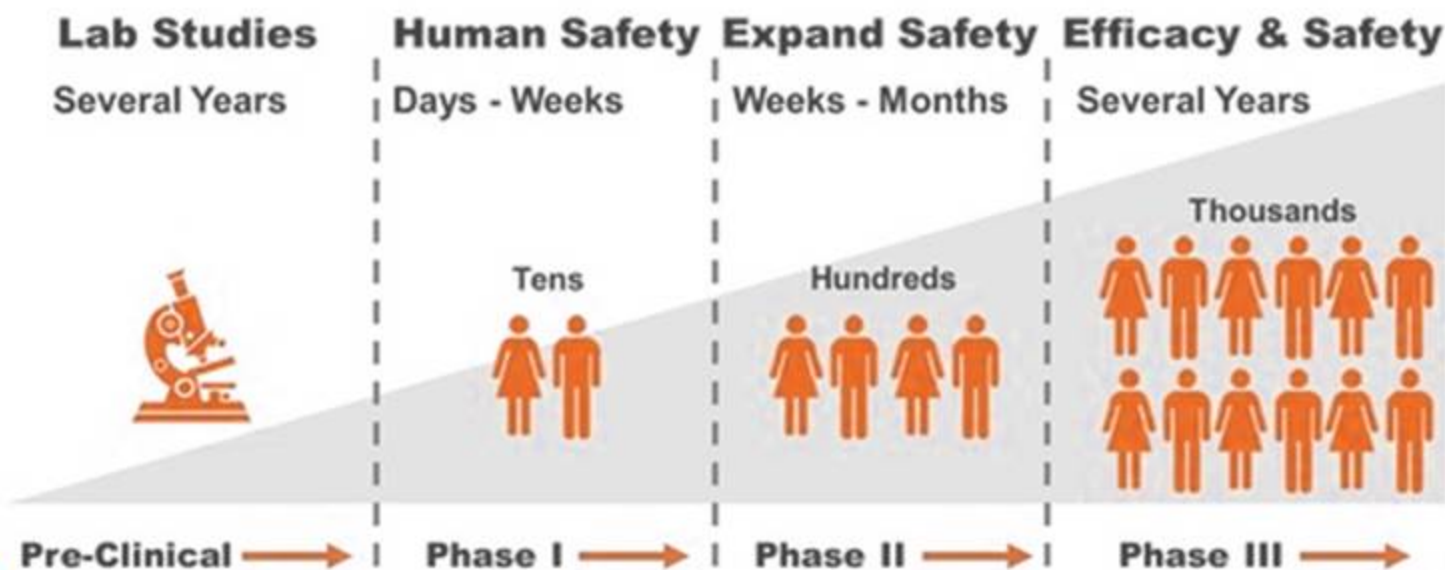 Lab Studies
Several Years
Human Safety
Days - Weeks
Expand Safety
Weeks - Months
Efficacy & Safety
Several Years
Tens
Hundreds
Thousands
Pre-Clinical
Phase I
Phase II
Phase III